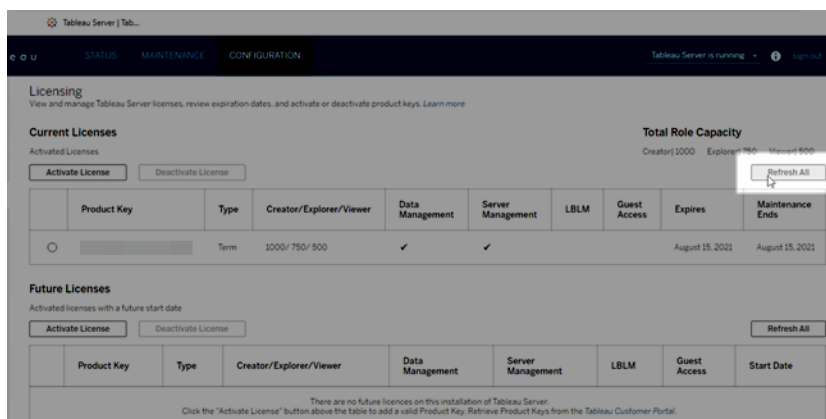 Tableau Server | Tab...
e a u STATUS MAINTENANCE CONFIGURATION Tableau Server is running sign out
Licensing
View and manage Tableau Server licenses, review expiration dates, and activate or deactivate product keys. Learn more
Current Licenses Total Role Capacity
Activated Licenses Creator| 1000 Explorer| 750 Viewer| 500
Activate License Deactivate License Refresh All
Product Key Type Creator/Explorer/Viewer Data Management Server Management LBLM Guest Access Expires Maintenance Ends
Term 1000/ 750/ 500 ✔ ✔ August 15, 2021 August 15, 2021
Future Licenses
Activated licenses with a future start date
Activate License Deactivate License Refresh All
Product Key Type Creator/Explorer/Viewer Data Management Server Management LBLM Guest Access Start Date
There are no future licences on this installation of Tableau Server.
Click the "Activate License" button above the table to add a valid Product Key. Retrieve Product Keys from the Tableau Customer Portal.